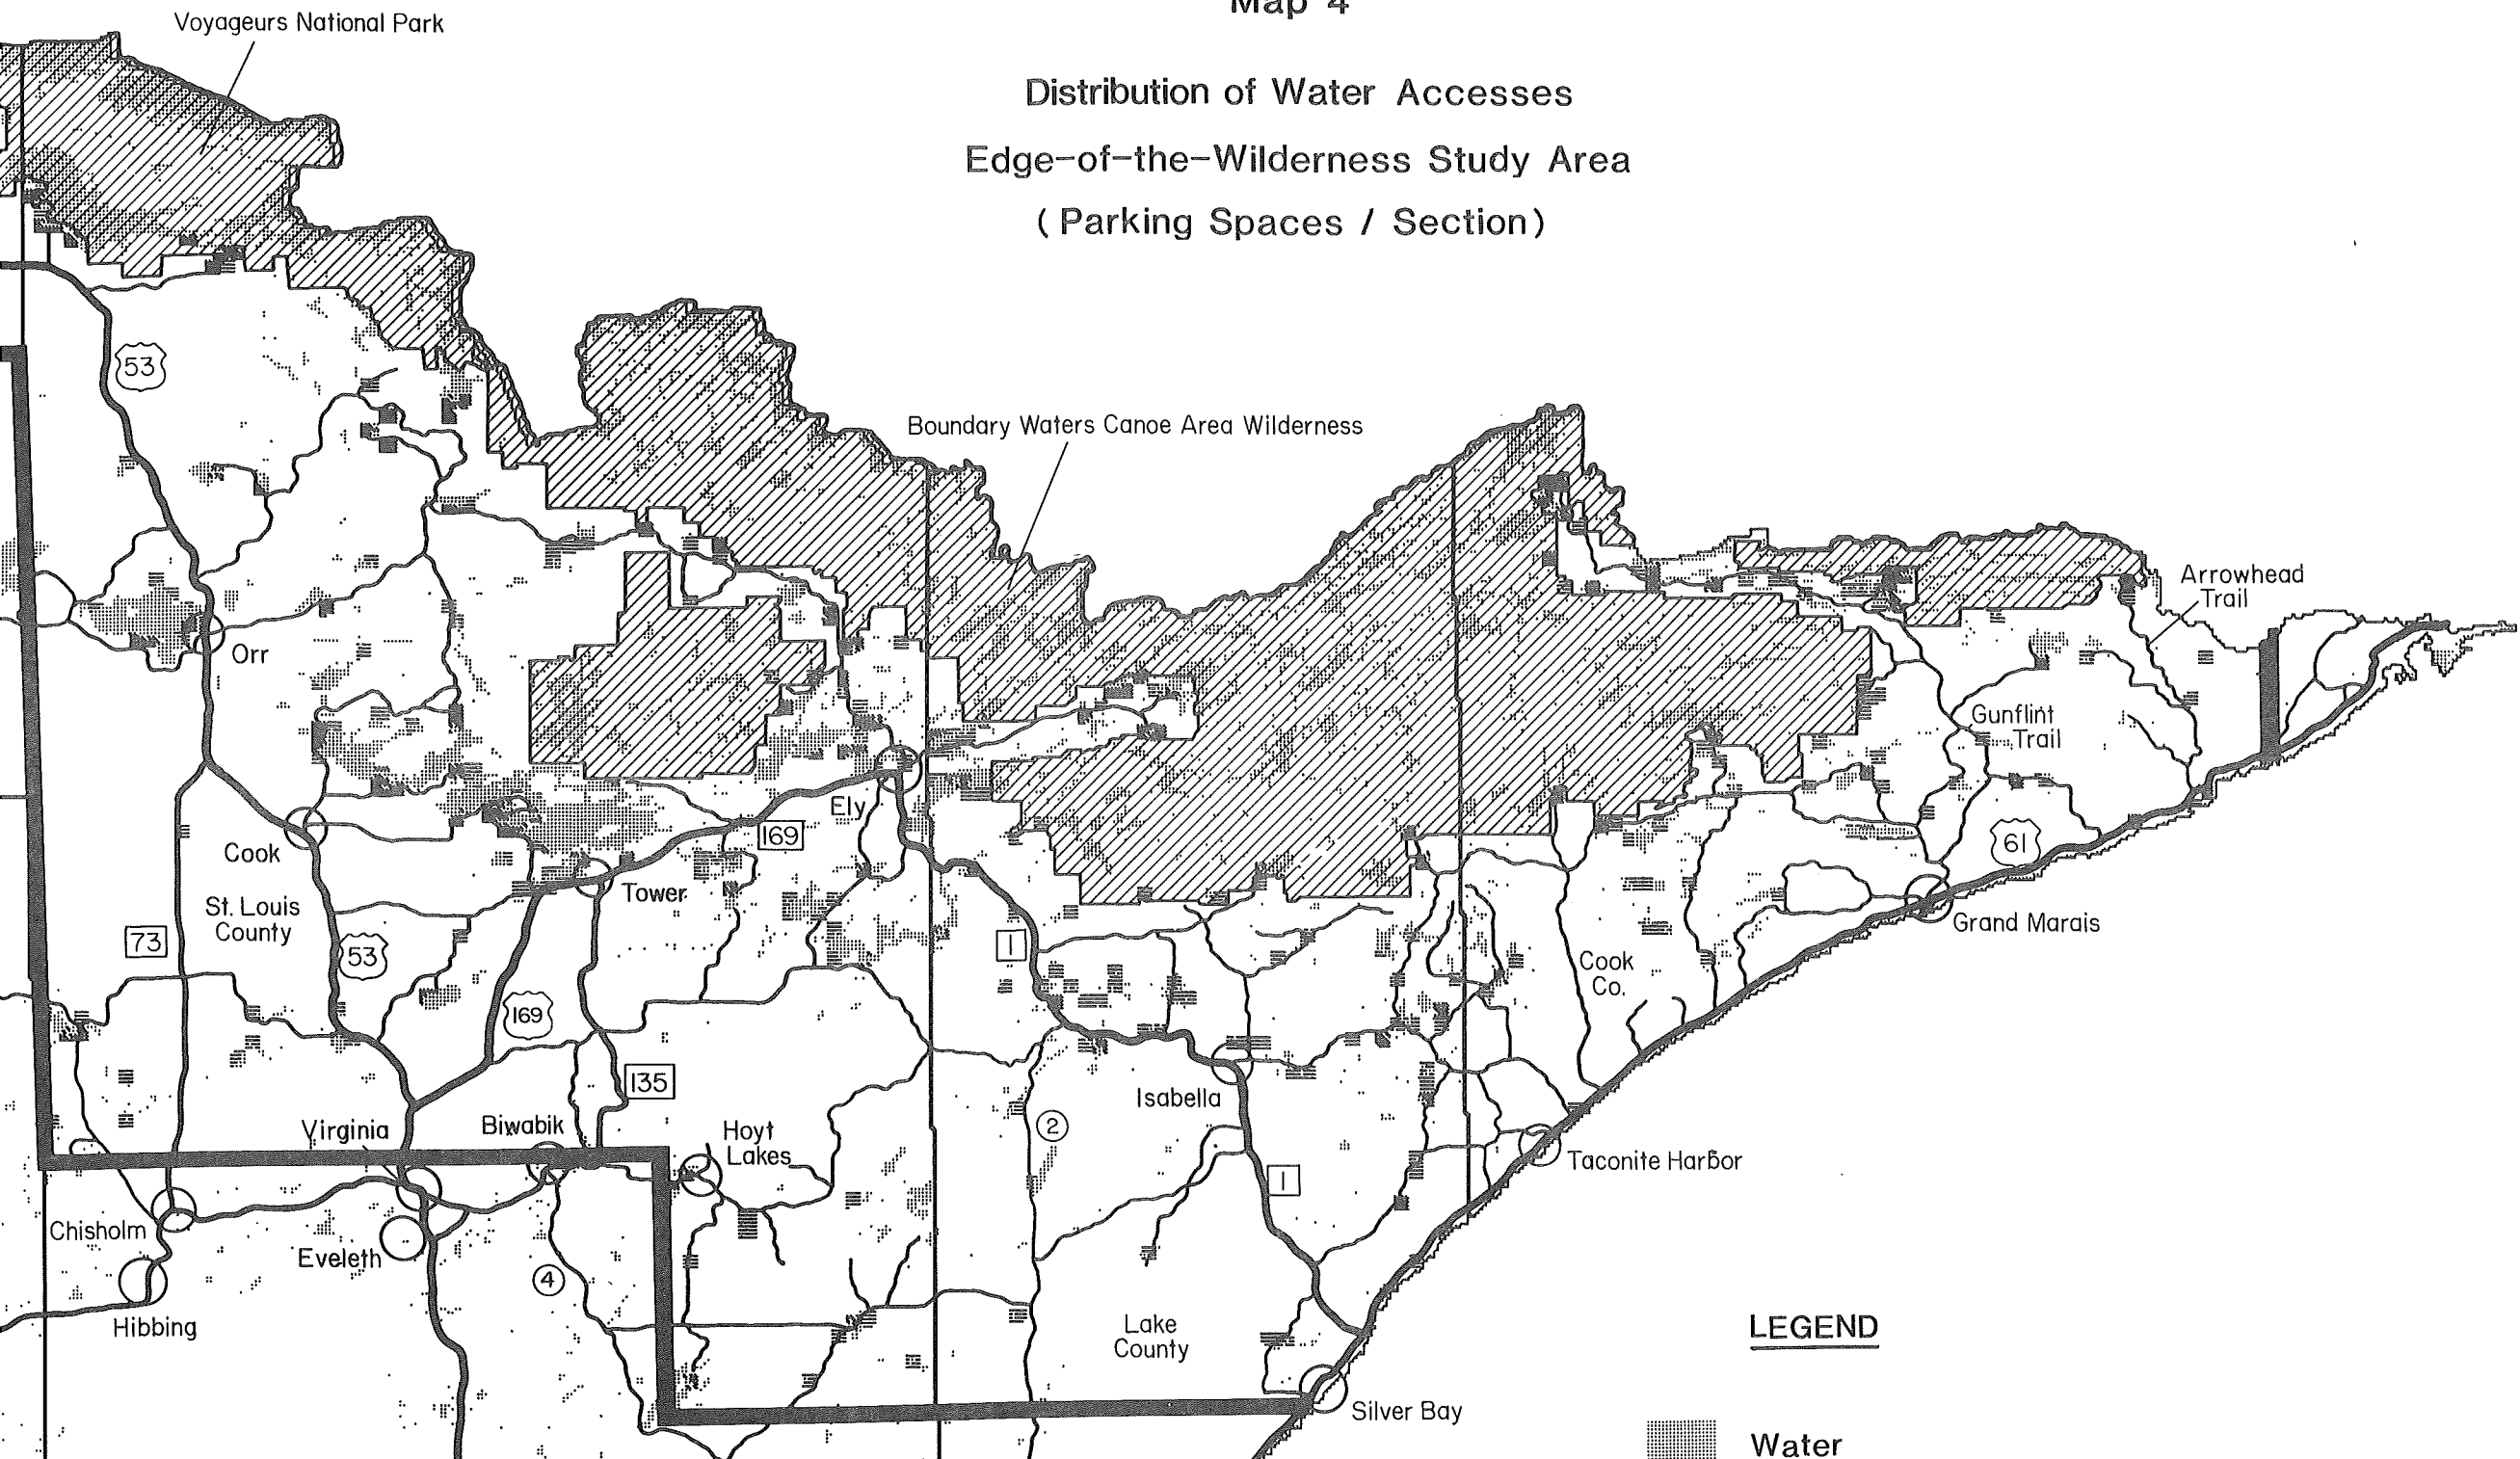 Map 4
Distribution of Water Accesses
Edge-of-the-Wilderness Study Area
(Parking Spaces / Section)
Voyageurs National Park
53
Boundary Waters Canoe Area Wilderness
Arrowhead
Trail
Orr
Gunflint
Trail
Ely
169
61
Cook
Tower
St. Louis
County
73
53
1
Grand Marais
Cook
Co.
169
135
Isabella
Virginia
Biwabik
Hoyt
Lakes
2
Taconite Harbor
1
Chisholm
Eveleth
4
Hibbing
Lake
County
LEGEND
Silver Bay
Water